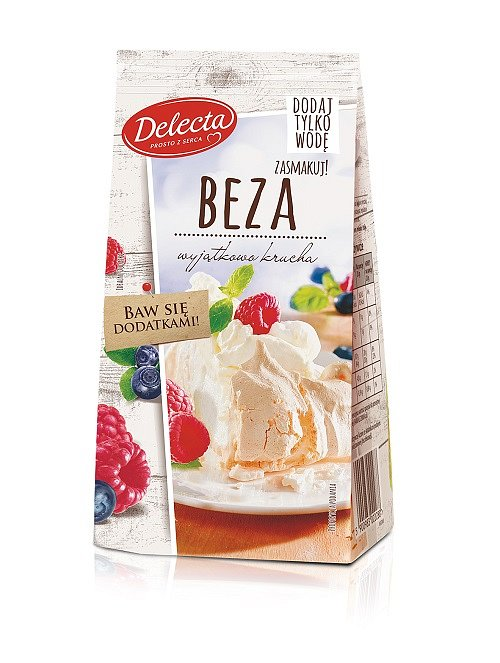 Delecta
PROSTO Z SERCA
DODAJ
TYLKO
WODĘ
ZASMAKUJ!
BEZA
wyjątkowo krucha
BAW SIĘ
DODATKAMI!